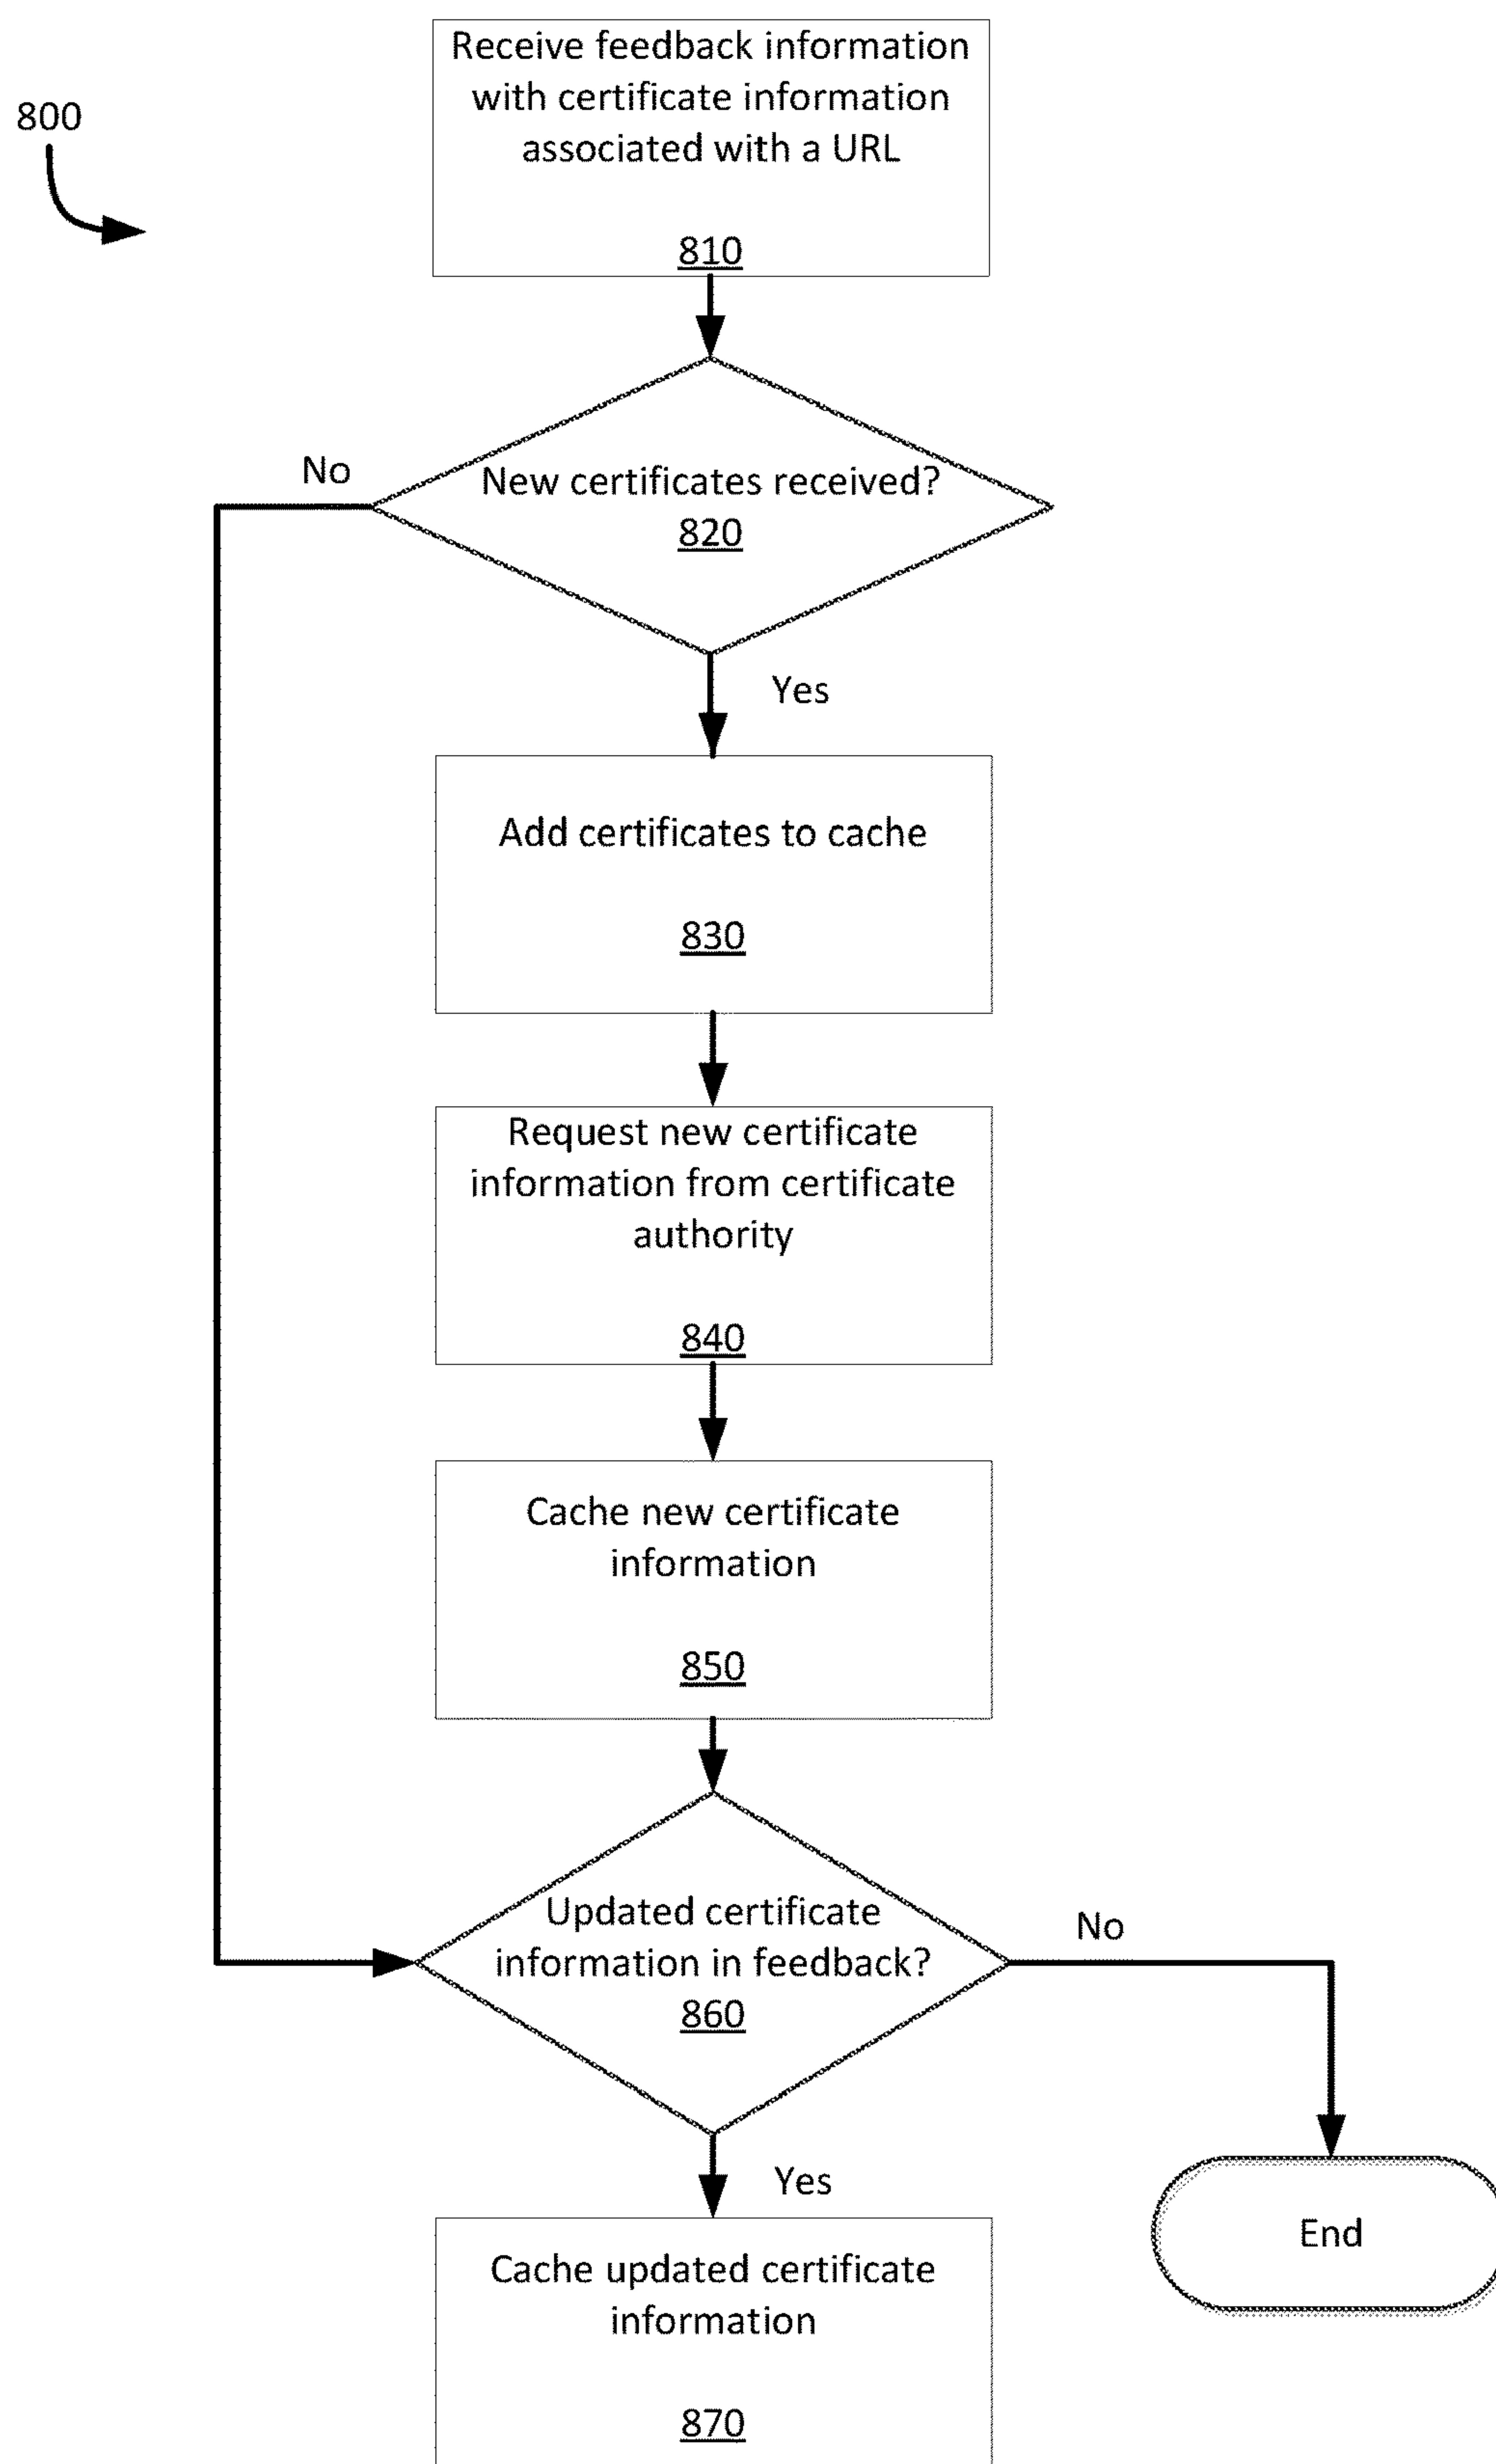 800
Receive feedback information
with certificate information
associated with a URL
810
No
New certificates received?
820
Yes
Add certificates to cache
830
Request new certificate
information from certificate
authority
840
Cache new certificate
information
850
Updated certificate
information in feedback?
860
No
Yes
End
Cache updated certificate
information
870